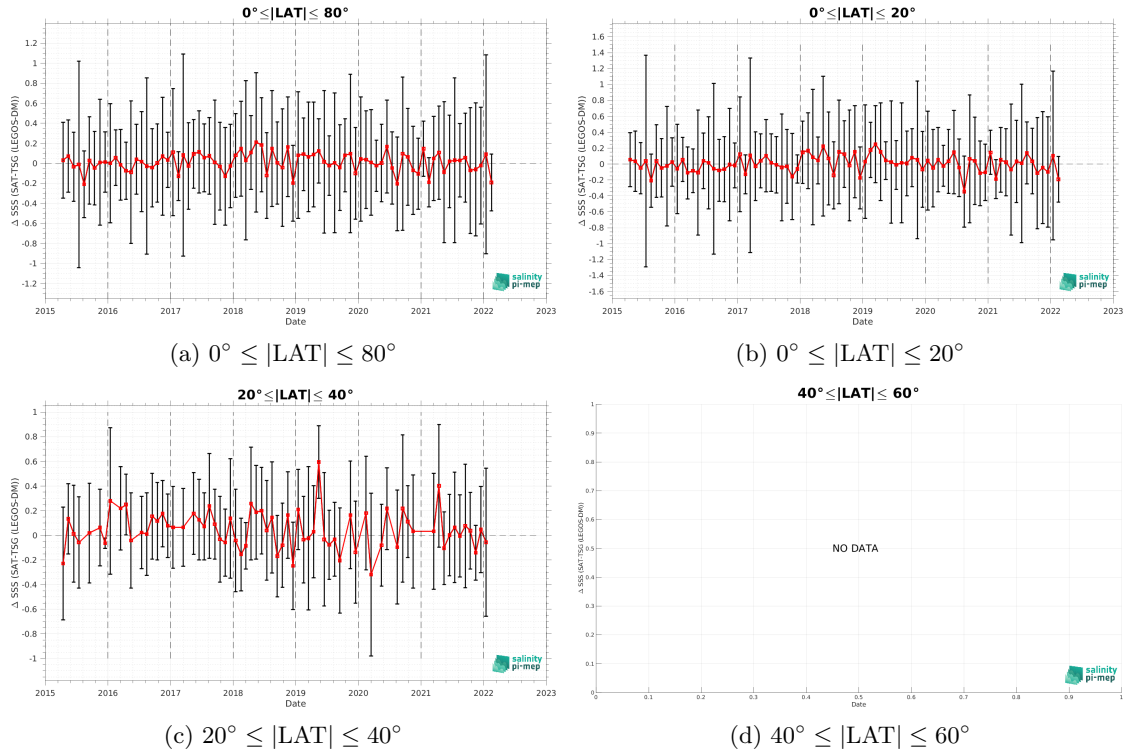 0°≤|LAT|≤ 80°
Δ SSS (SAT-TSG (LEGOS-DM))
1.2
1
0.8
0.6
0.4
0.2
0
-0.2
-0.4
-0.6
-0.8
-1
-1.2
2015 2016 2017 2018 2019 2020 2021 2022 2023
Date
salinity
pi-mep
(a) 0° ≤ |LAT| ≤ 80°
0°≤|LAT|≤ 20°
Δ SSS (SAT-TSG (LEGOS-DM))
1.6
1.4
1.2
1
0.8
0.6
0.4
0.2
0
-0.2
-0.4
-0.6
-0.8
-1
-1.2
-1.4
-1.6
2015 2016 2017 2018 2019 2020 2021 2022 2023
Date
salinity
pi-mep
(b) 0° ≤ |LAT| ≤ 20°
20°≤|LAT|≤ 40°
Δ SSS (SAT-TSG (LEGOS-DM))
1
0.8
0.6
0.4
0.2
0
-0.2
-0.4
-0.6
-0.8
-1
2015 2016 2017 2018 2019 2020 2021 2022 2023
Date
salinity
pi-mep
(c) 20° ≤ |LAT| ≤ 40°
40°≤|LAT|≤ 60°
Δ SSS (SAT-TSG (LEGOS-DM))
1
0.9
0.8
0.7
0.6
0.5
0.4
0.3
0.2
0.1
0
NO DATA
0 0.1 0.2 0.3 0.4 0.5 0.6 0.7 0.8 0.9 1
Date
salinity
pi-mep
(d) 40° ≤ |LAT| ≤ 60°